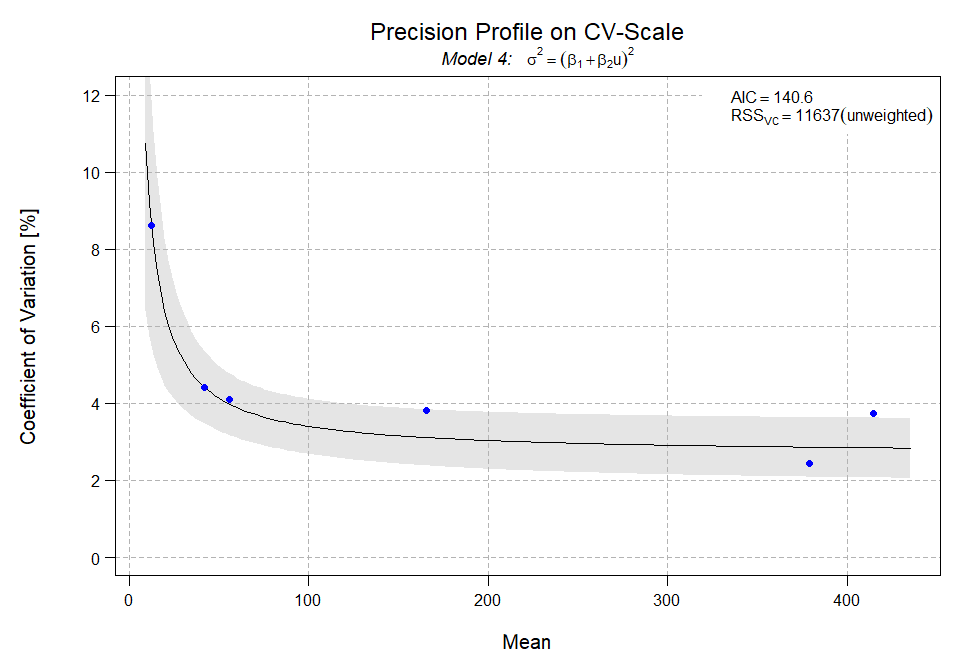 Precision Profile on CV-Scale
Model 4: σ² = (β₁+β₂u)²
AIC = 140.6
RSS_VC = 11637(unweighted)
12
10
8
6
4
2
0
Coefficient of Variation [%]
0 100 200 300 400
Mean